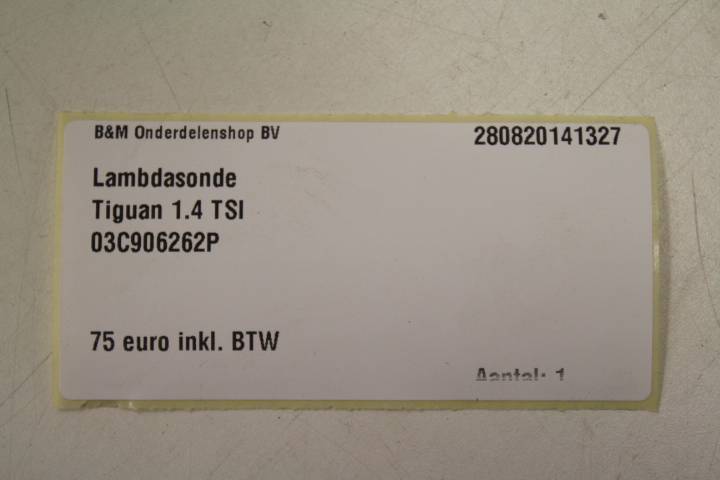 B&M Onderdelenshop BV 280820141327
Lambdasonde
Tiguan 1.4 TSI
03C906262P
75 euro inkl. BTW
Aantal: 1